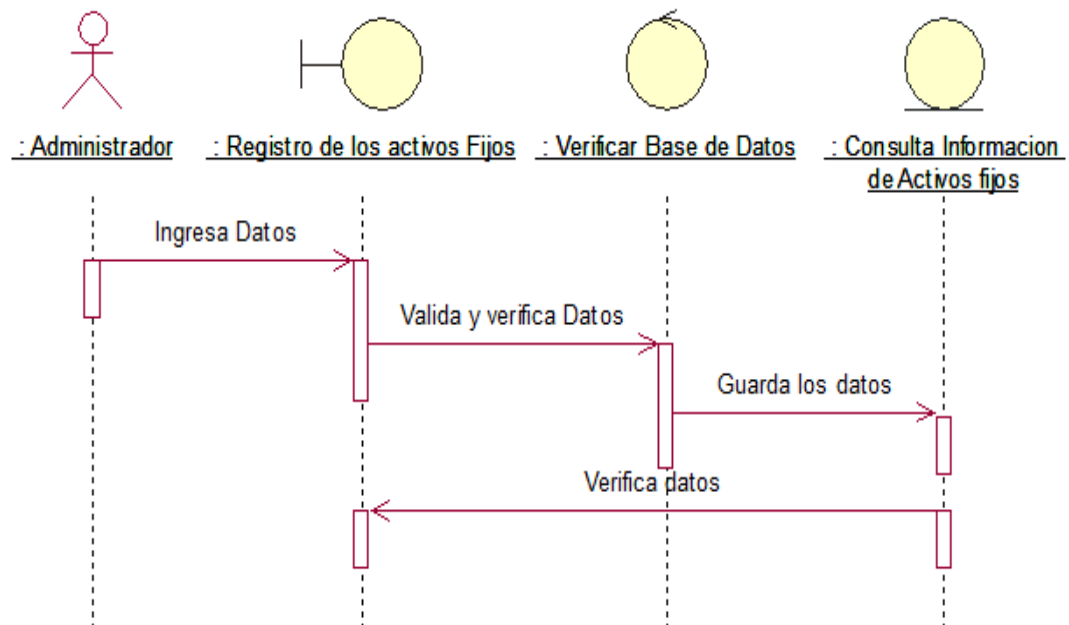 : Administrador
: Registro de los activos Fijos
: Verificar Base de Datos
: Consulta Informacion
de Activos fijos
Ingresa Datos
Valida y verifica Datos
Guarda los datos
Verifica datos